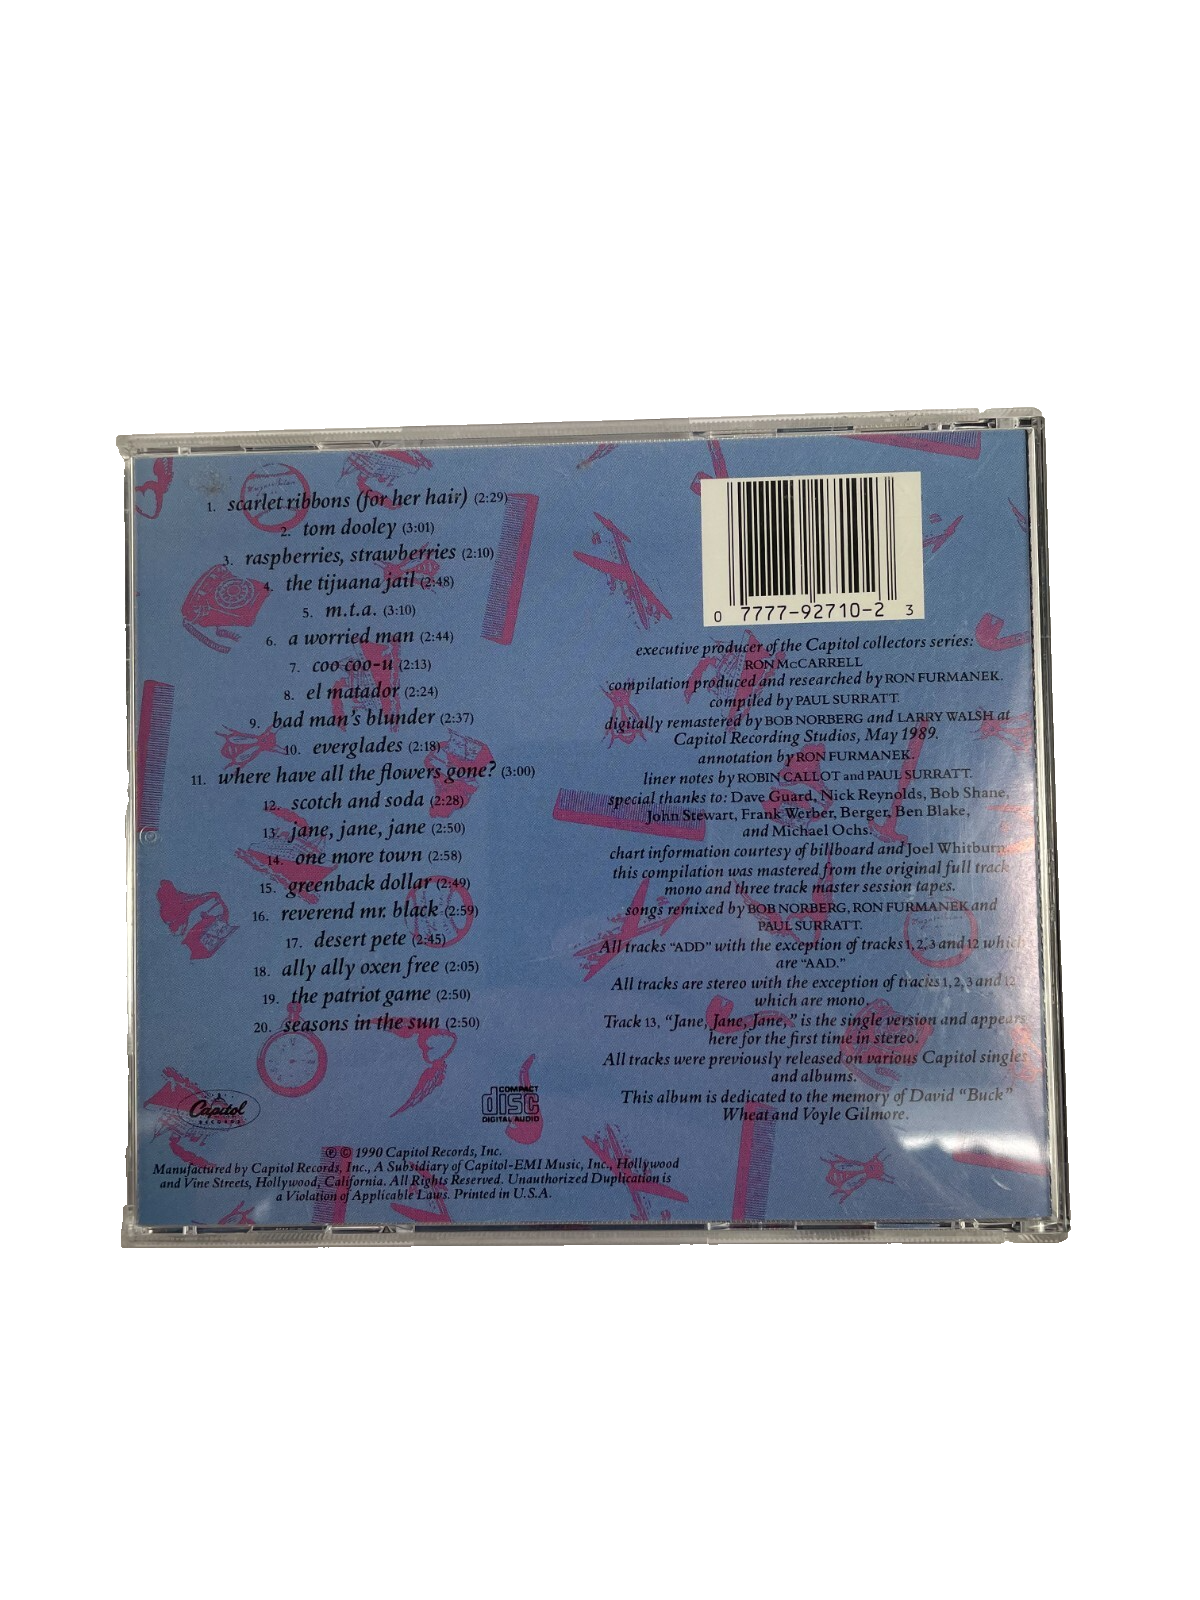 1. scarlet ribbons (for her hair) (2:29)
2. tom dooley (3:01)
3. raspberries, strawberries (2:10)
4. the tijuana jail (2:48)
5. m.t.a. (3:10)
6. a worried man (2:44)
7. coo coo-u (2:13)
8. el matador (2:24)
9. bad man's blunder (2:37)
10. everglades (2:18)
11. where have all the flowers gone? (3:00)
12. scotch and soda (2:28)
13. jane, jane, jane (2:50)
14. one more town (2:58)
15. greenback dollar (2:49)
16. reverend mr. black (2:59)
17. desert pete (2:45)
18. ally ally oxen free (2:05)
19. the patriot game (2:50)
20. seasons in the sun (2:50)
Capitol
RECORDS
COMPACT
disc
DIGITAL AUDIO
℗ © 1990 Capitol Records, Inc.
Manufactured by Capitol Records, Inc., A Subsidiary of Capitol-EMI Music, Inc., Hollywood
and Vine Streets, Hollywood, California. All Rights Reserved. Unauthorized Duplication is
a Violation of Applicable Laws. Printed in U.S.A.
0 7777-92710-2 3
executive producer of the Capitol collectors series:
RON McCARRELL
compilation produced and researched by RON FURMANEK.
compiled by PAUL SURRATT.
digitally remastered by BOB NORBERG and LARRY WALSH at
Capitol Recording Studios, May 1989.
annotation by RON FURMANEK.
liner notes by ROBIN CALLOT and PAUL SURRATT.
special thanks to: Dave Guard, Nick Reynolds, Bob Shane,
John Stewart, Frank Werber, Berger, Ben Blake,
and Michael Ochs.
chart information courtesy of billboard and Joel Whitburn.
this compilation was mastered from the original full track
mono and three track master session tapes.
songs remixed by BOB NORBERG, RON FURMANEK and
PAUL SURRATT.
All tracks "ADD" with the exception of tracks 1, 2, 3 and 12 which
are "AAD."
All tracks are stereo with the exception of tracks 1, 2, 3 and 12
which are mono.
Track 13, "Jane, Jane, Jane," is the single version and appears
here for the first time in stereo.
All tracks were previously released on various Capitol singles
and albums.
This album is dedicated to the memory of David "Buck"
Wheat and Voyle Gilmore.